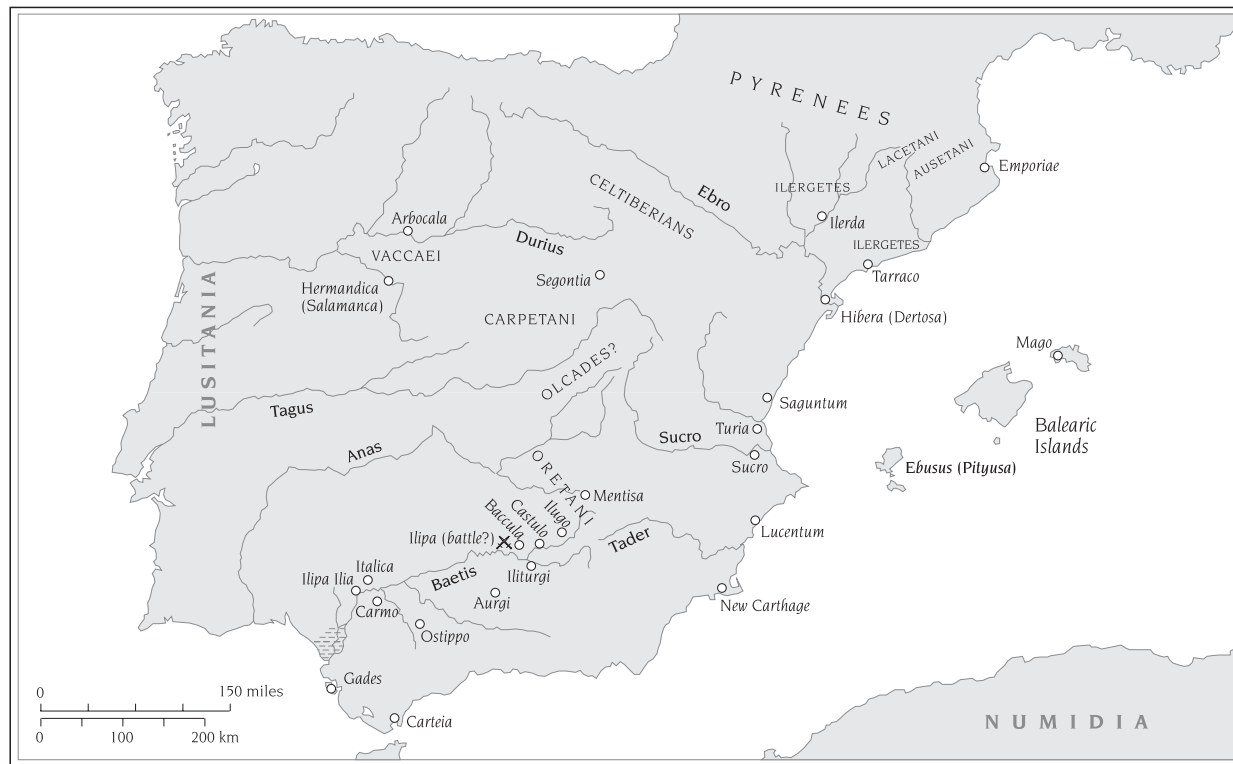 PYRENEES
LACETANI
AUSETANI
Emporiae
ILERGETES
CELTIBERIANS
Ebro
Ilerda
Arbocala
Durius
ILERGETES
VACCAEI
Tarraco
Segontia
Hermandica
(Salamanca)
LUSITANIA
CARPETANI
Hibera (Dertosa)
Mago
OLCADES?
Tagus
Saguntum
Turia
Balearic
Islands
Sucro
Anas
Sucro
Ebusus (Pityusa)
ORETANI
Mentisa
Ilugo
Castulo
Baccula
Lucentum
Ilipa (battle?)
Tader
Italica
Iliturgi
Baetis
Ilipa Ilia
Aurgi
Carmo
New Carthage
Ostippo
Gades
0 150 miles
Carteia
NUMIDIA
0 100 200 km